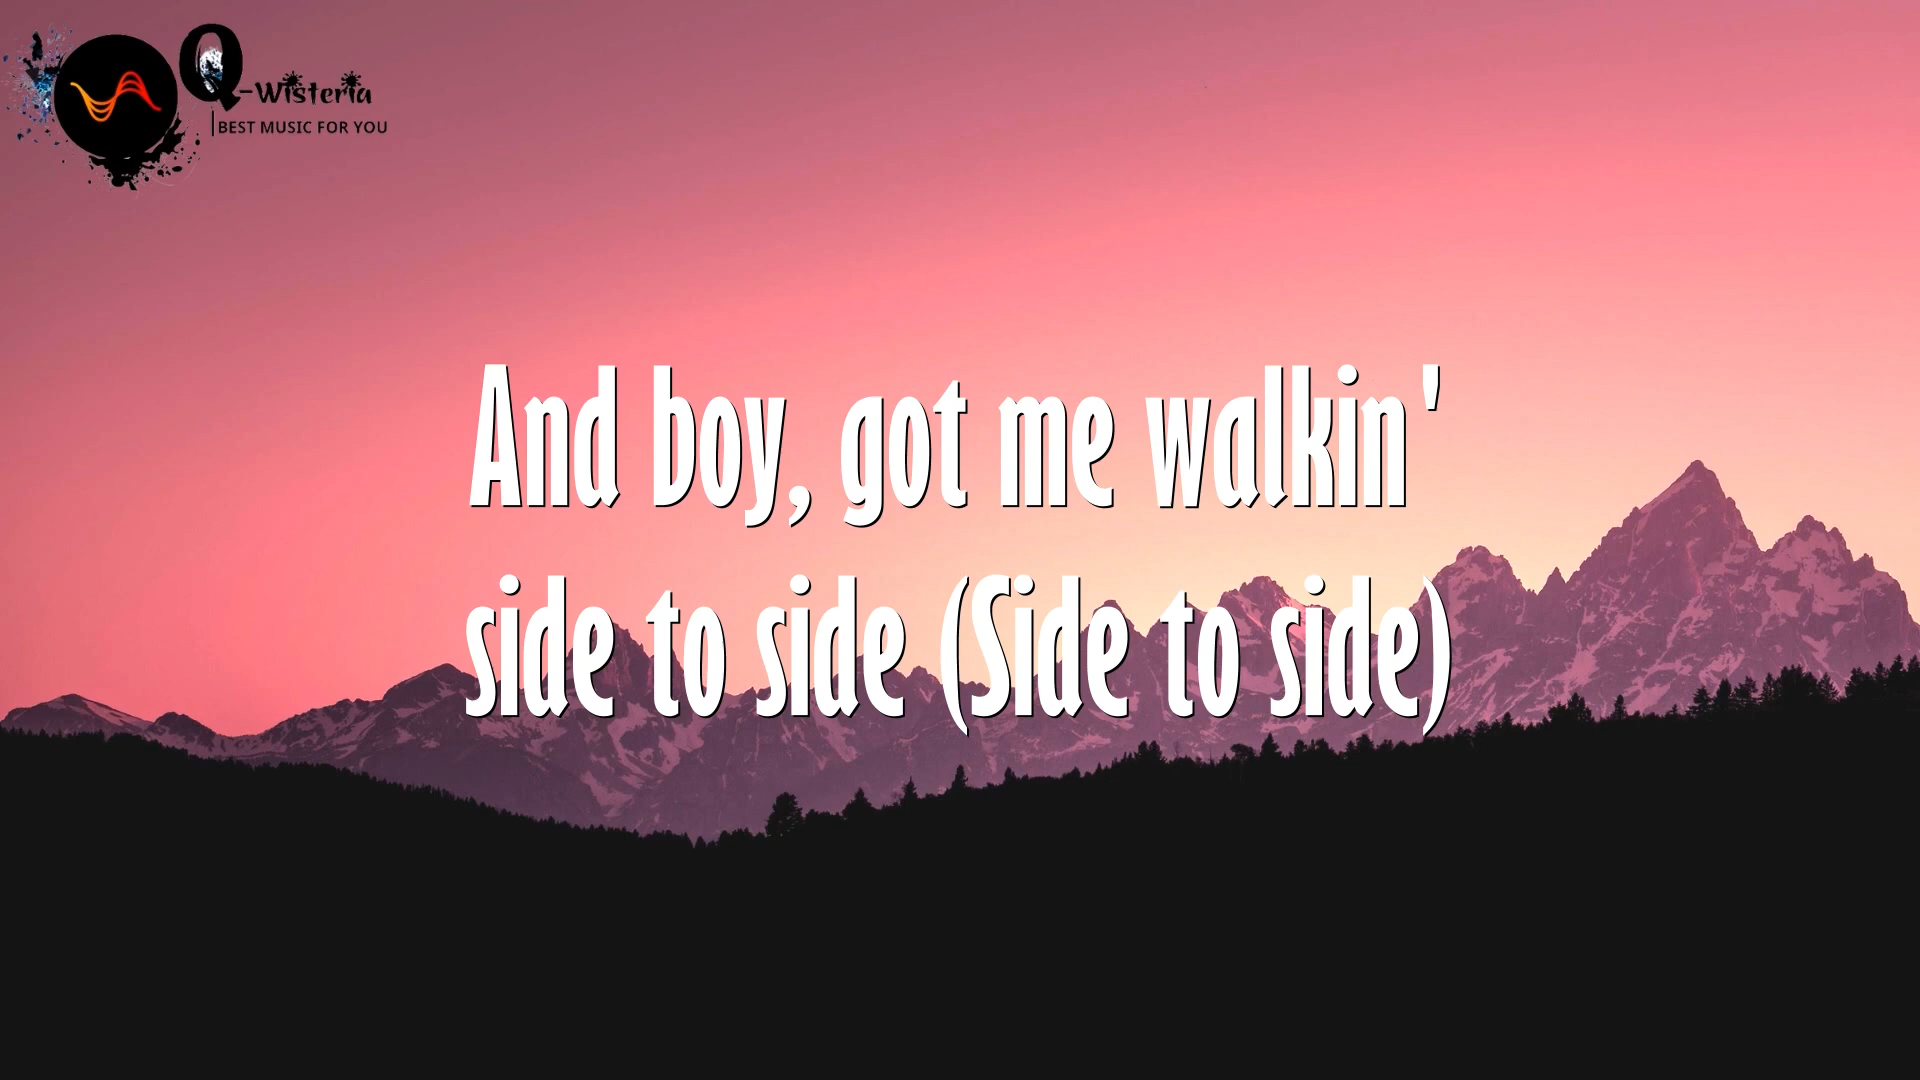 Q-Wisteria
BEST MUSIC FOR YOU
And boy, got me walkin'
side to side (Side to side)